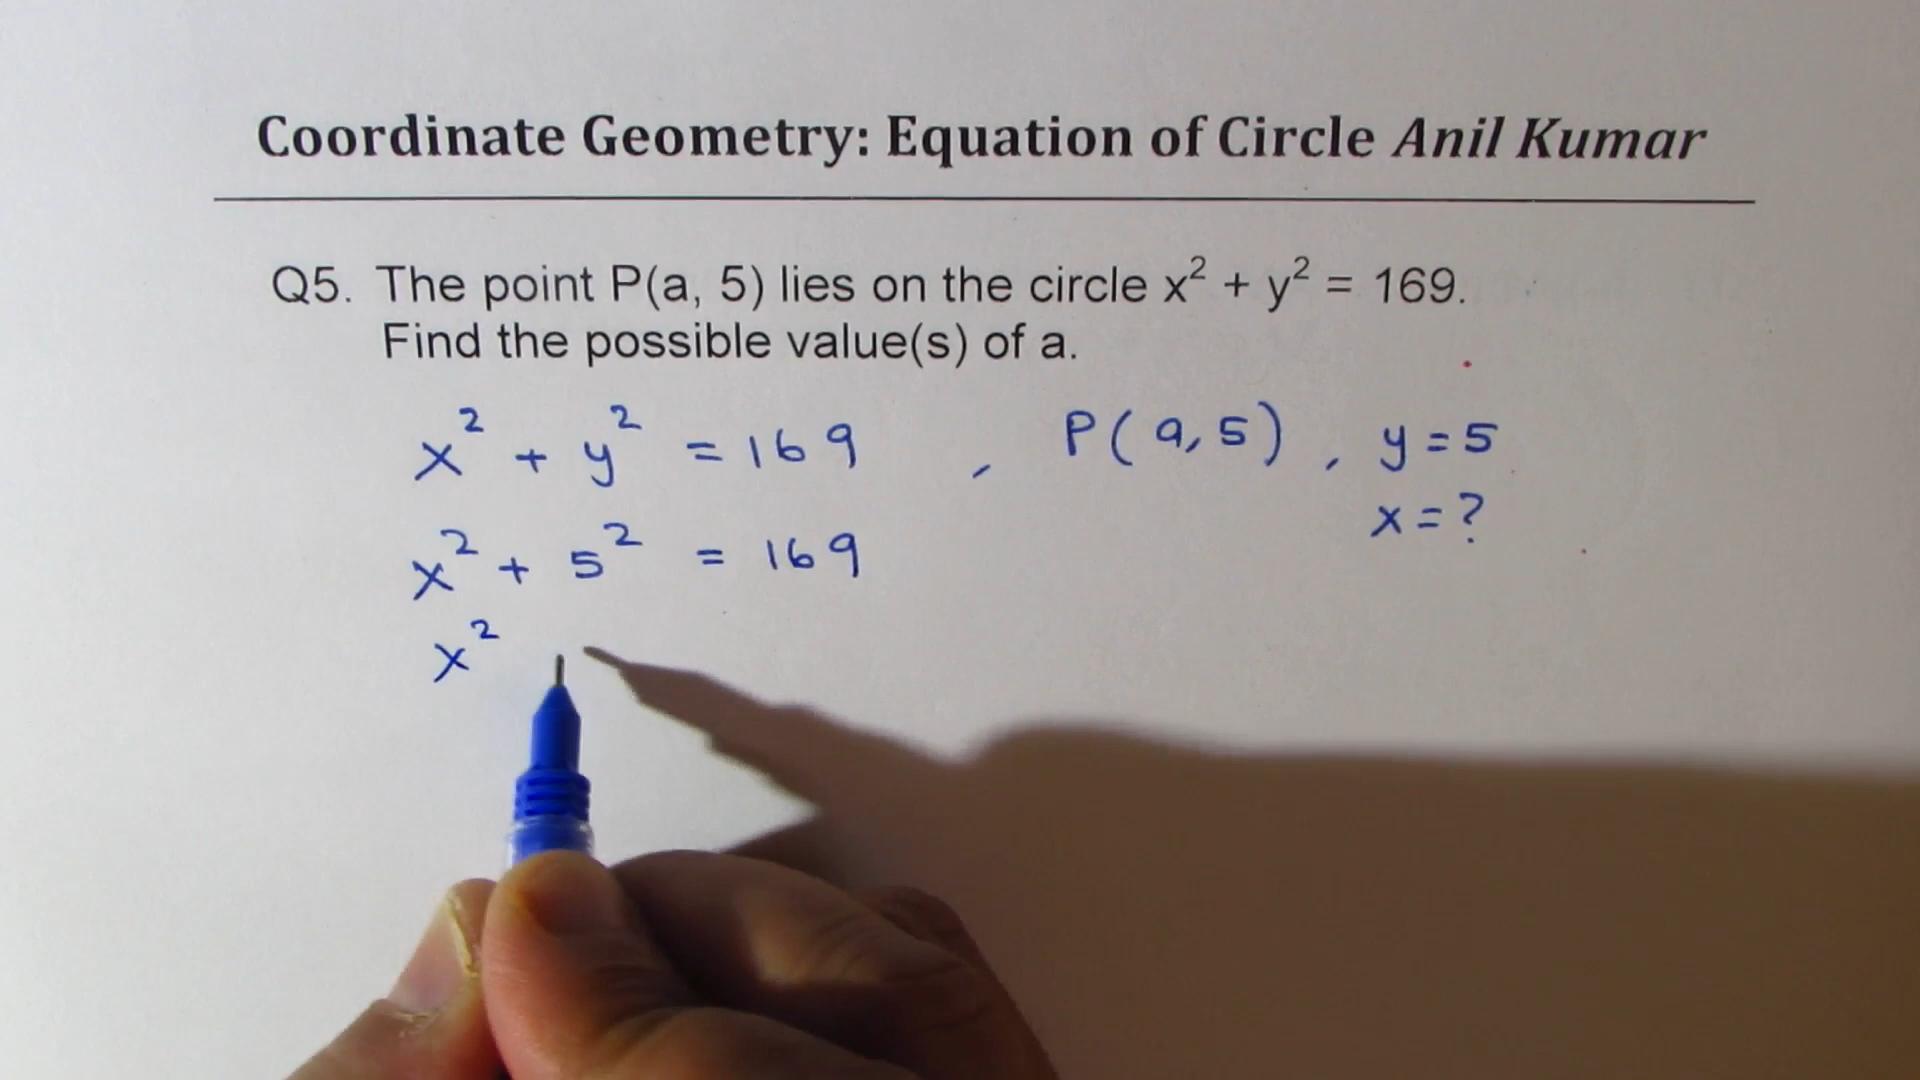 Coordinate Geometry: Equation of Circle Anil Kumar
Q5. The point P(a, 5) lies on the circle x² + y² = 169.
Find the possible value(s) of a.
x² + y² = 169 , P(a, 5) , y = 5
x = ?
x² + 5² = 169
x²